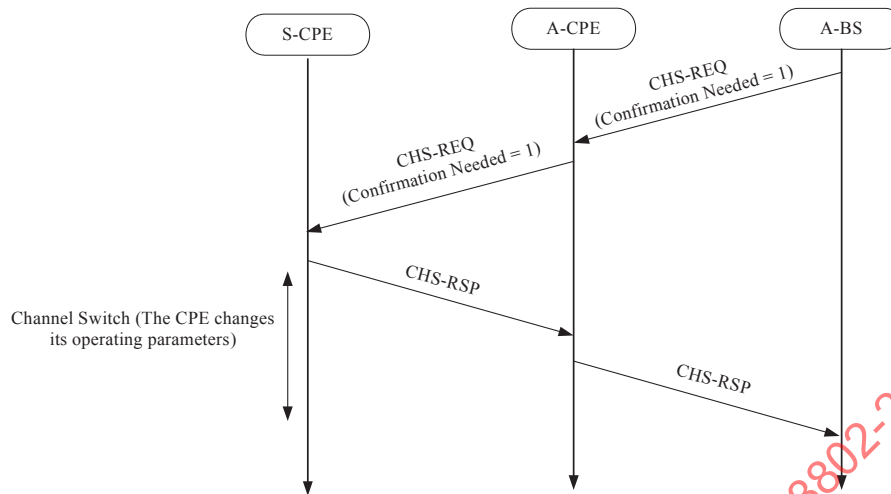 S-CPE
A-CPE
A-BS
CHS-REQ
(Confirmation Needed = 1)
CHS-REQ
(Confirmation Needed = 1)
CHS-RSP
Channel Switch (The CPE changes
its operating parameters)
CHS-RSP
8802-